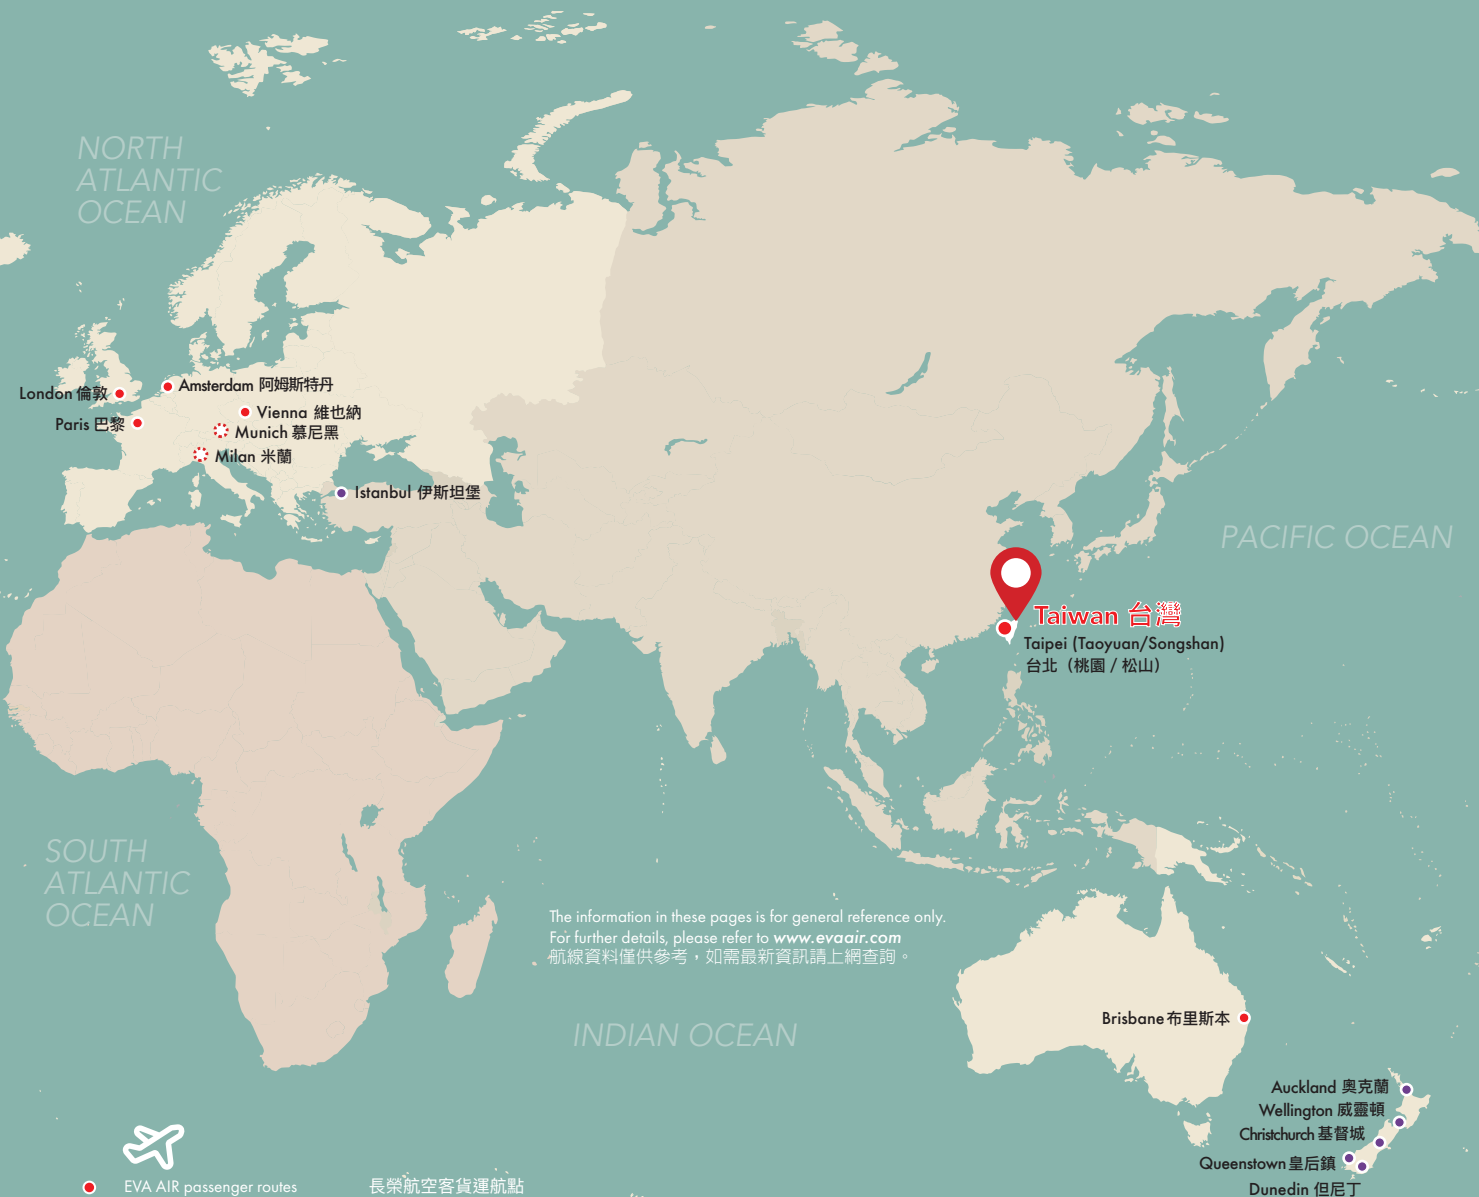 NORTH
ATLANTIC
OCEAN
London 倫敦
Amsterdam 阿姆斯特丹
Paris 巴黎
Vienna 維也納
Munich 慕尼黑
Milan 米蘭
Istanbul 伊斯坦堡
PACIFIC OCEAN
Taiwan 台灣
Taipei (Taoyuan/Songshan)
台北（桃園 / 松山）
SOUTH
ATLANTIC
OCEAN
The information in these pages is for general reference only.
For further details, please refer to www.evaair.com
航線資料僅供參考，如需最新資訊請上網查詢。
INDIAN OCEAN
Brisbane 布里斯本
Auckland 奧克蘭
Wellington 威靈頓
Christchurch 基督城
Queenstown 皇后鎮
Dunedin 但尼丁
EVA AIR passenger routes 長榮航空客貨運航點